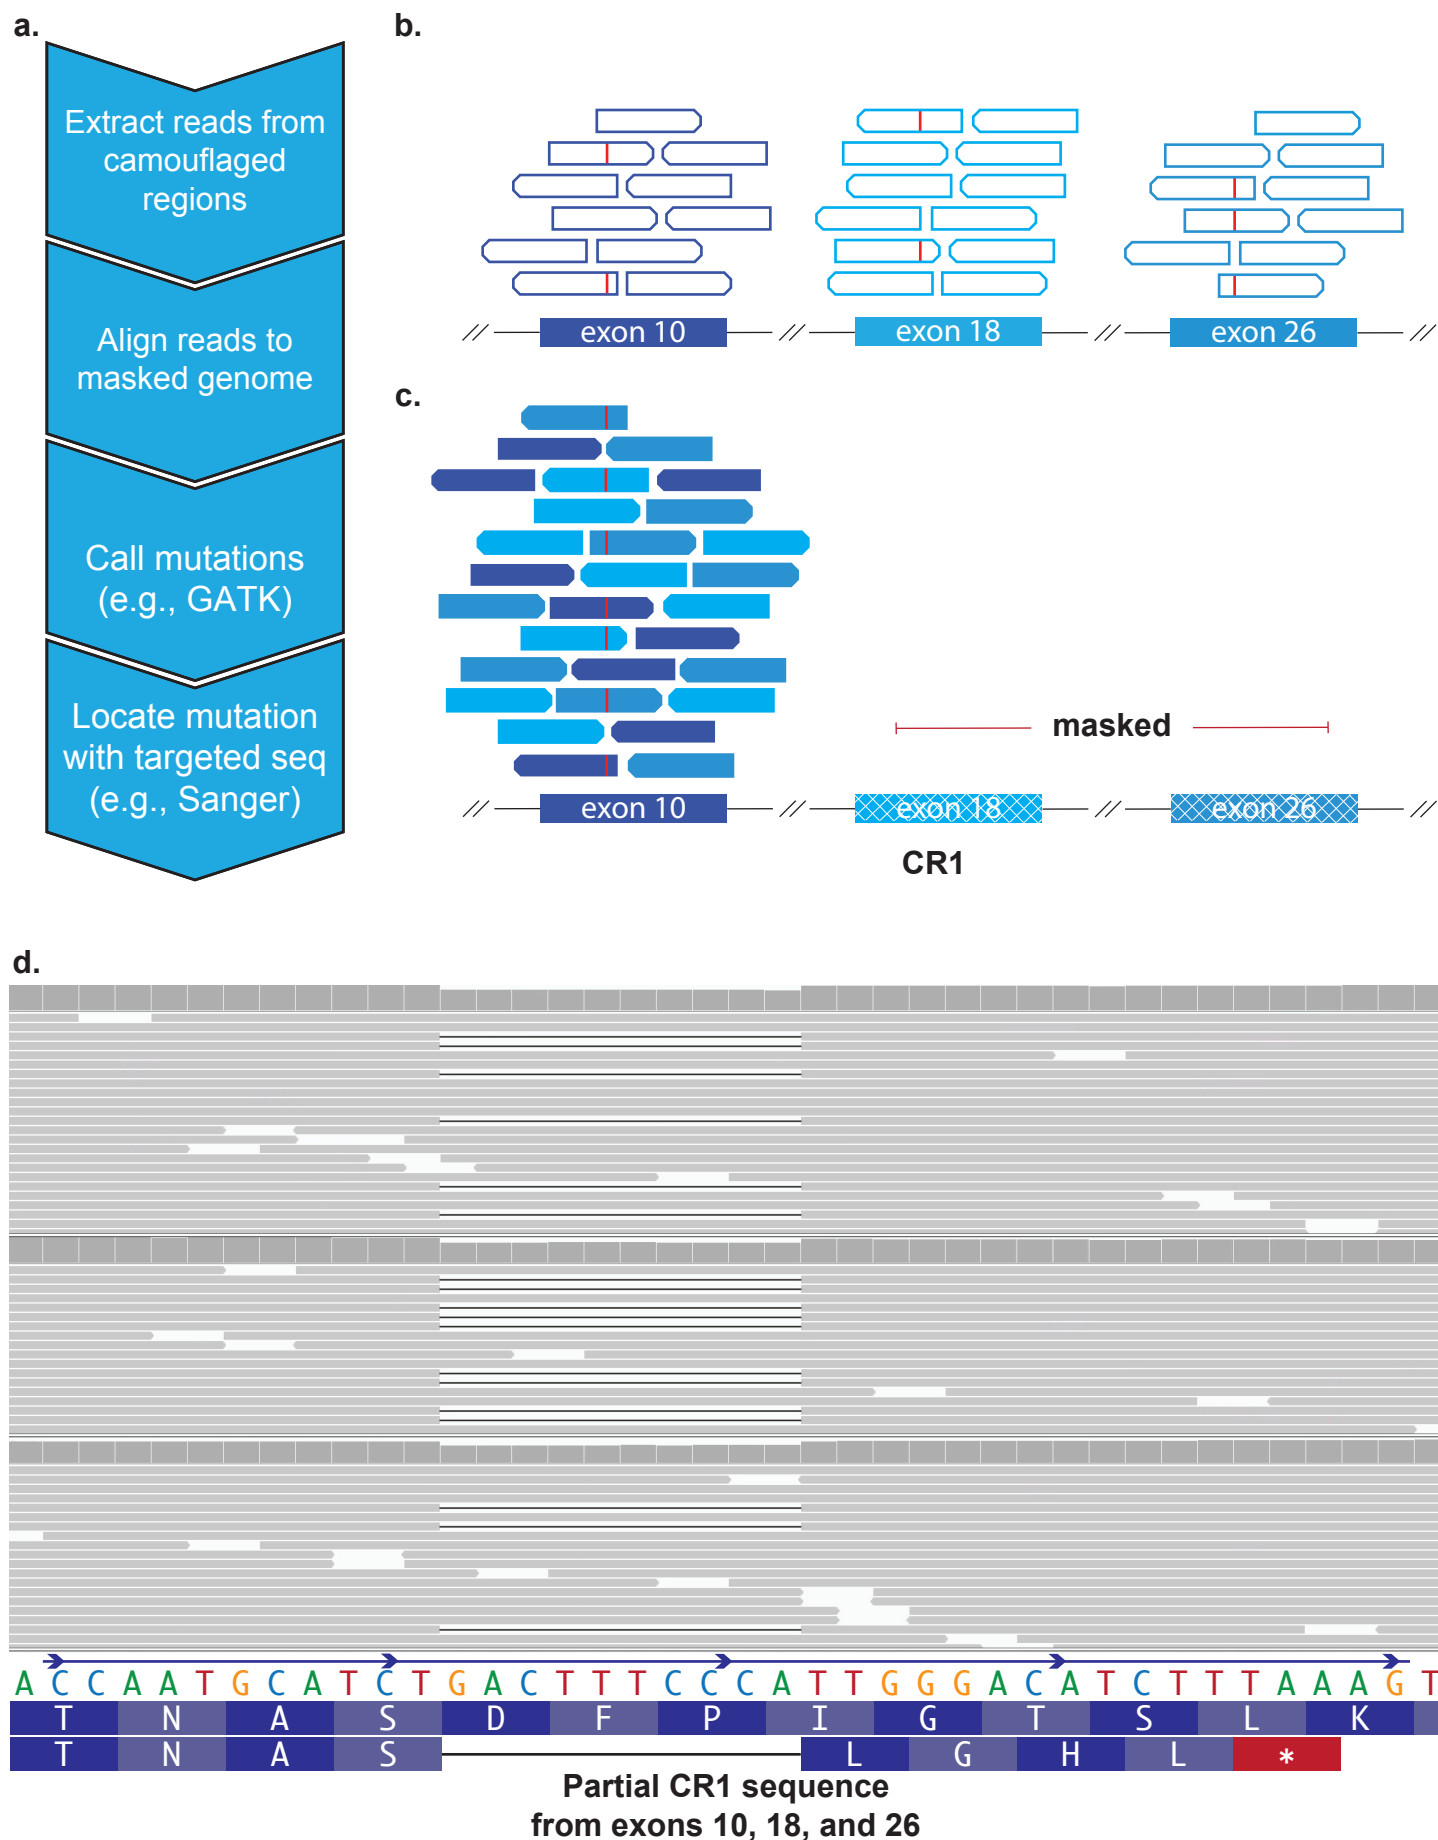 a.
Extract reads from
camouflaged
regions
Align reads to
masked genome
Call mutations
(e.g., GATK)
Locate mutation
with targeted seq
(e.g., Sanger)
b.
// exon 10 // exon 18 // exon 26 //
c.
masked
// exon 10 // exon 18 // exon 26 //
CR1
d.
A C C A A T G C A T C T G A C T T T C C C A T T G G G A C A T C T T T A A A G T
T N A S D F P I G T S L K
T N A S L G H L *
Partial CR1 sequence
from exons 10, 18, and 26